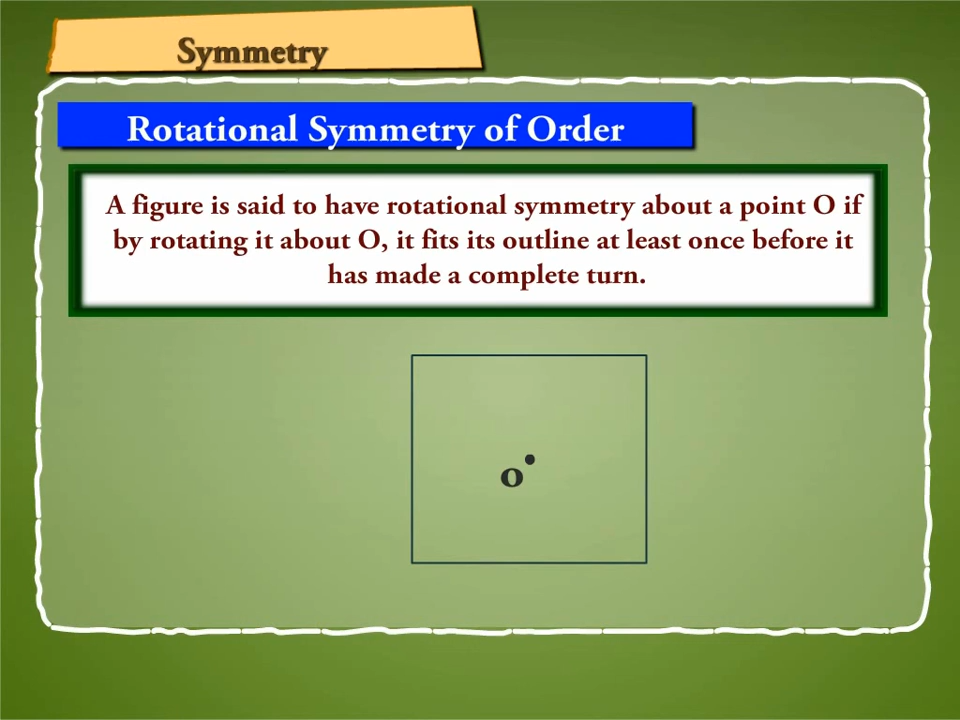 Symmetry
Rotational Symmetry of Order
A figure is said to have rotational symmetry about a point O if
by rotating it about O, it fits its outline at least once before it
has made a complete turn.
o